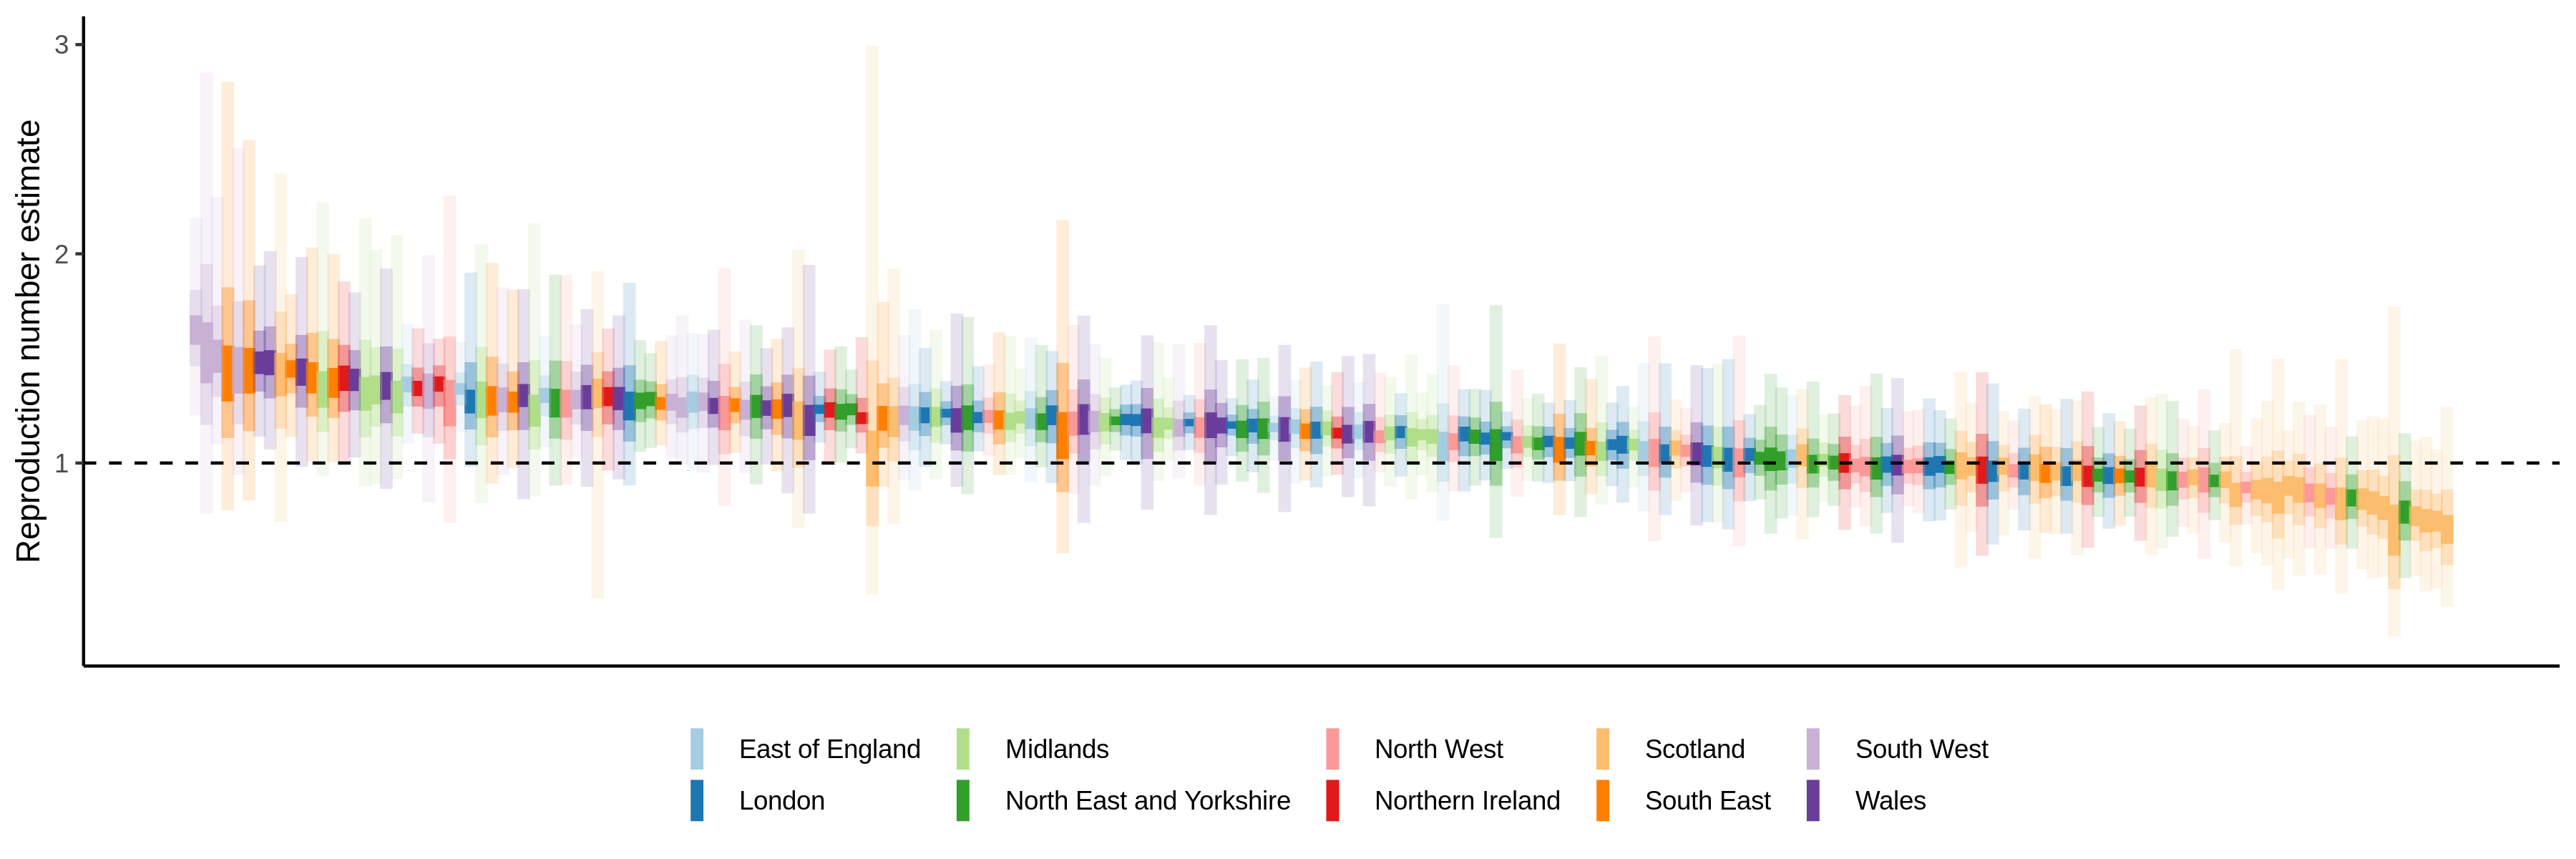 Reproduction number estimate
3
2
1
East of England
Midlands
North West
Scotland
South West
London
North East and Yorkshire
Northern Ireland
South East
Wales